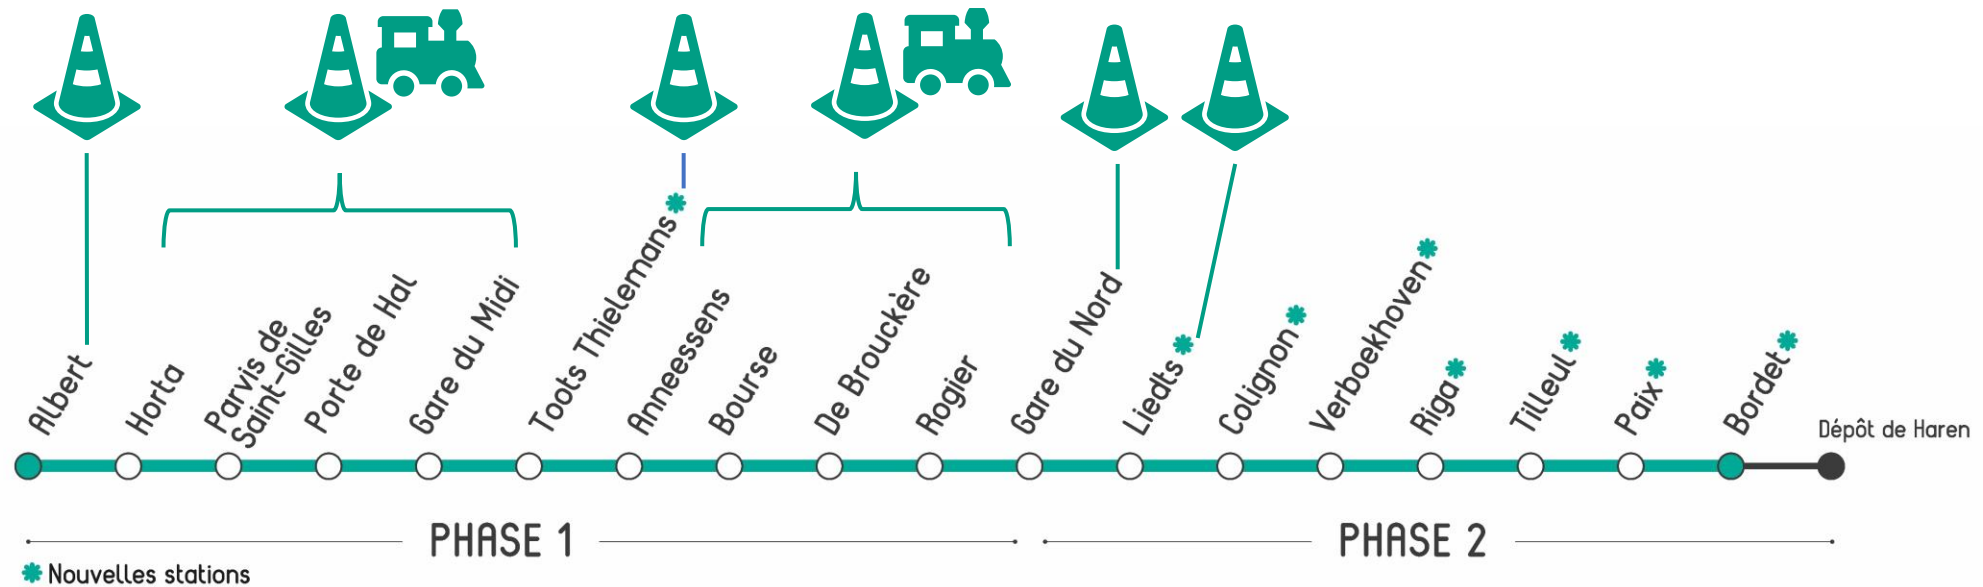 Albert
Horta
Parvis de
Saint-Gilles
Porte de Hal
Gare du Midi
Toots Thielemans*
Anneessens
Bourse
De Brouckère
Rogier
Gare du Nord
Liedts*
Colignon*
Verboekhoven*
Riga*
Tilleul*
Paix*
Bordet*
Dépôt de Haren
PHASE 1
PHASE 2
* Nouvelles stations